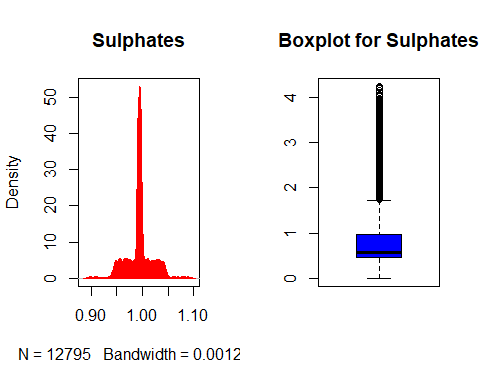 Sulphates
Density
0 10 20 30 40 50
0.90 1.00 1.10
N = 12795 Bandwidth = 0.0012
Boxplot for Sulphates
0 1 2 3 4